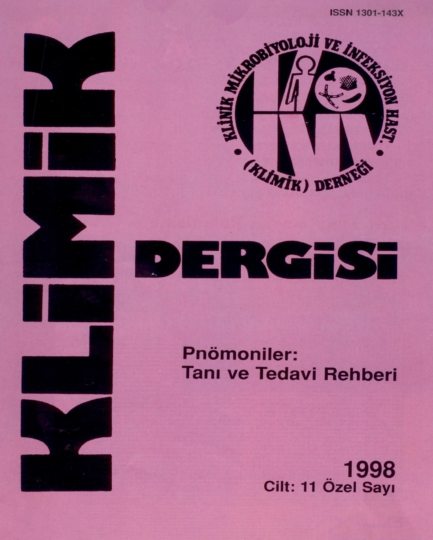 ISSN 1301-143X
KLİMİK
KLİNİK MİKROBİYOLOJİ VE İNFEKSİYON HAST.
(KLİMİK) DERNEĞİ
DERGİSİ
Pnömoniler:
Tanı ve Tedavi Rehberi
1998
Cilt: 11 Özel Sayı